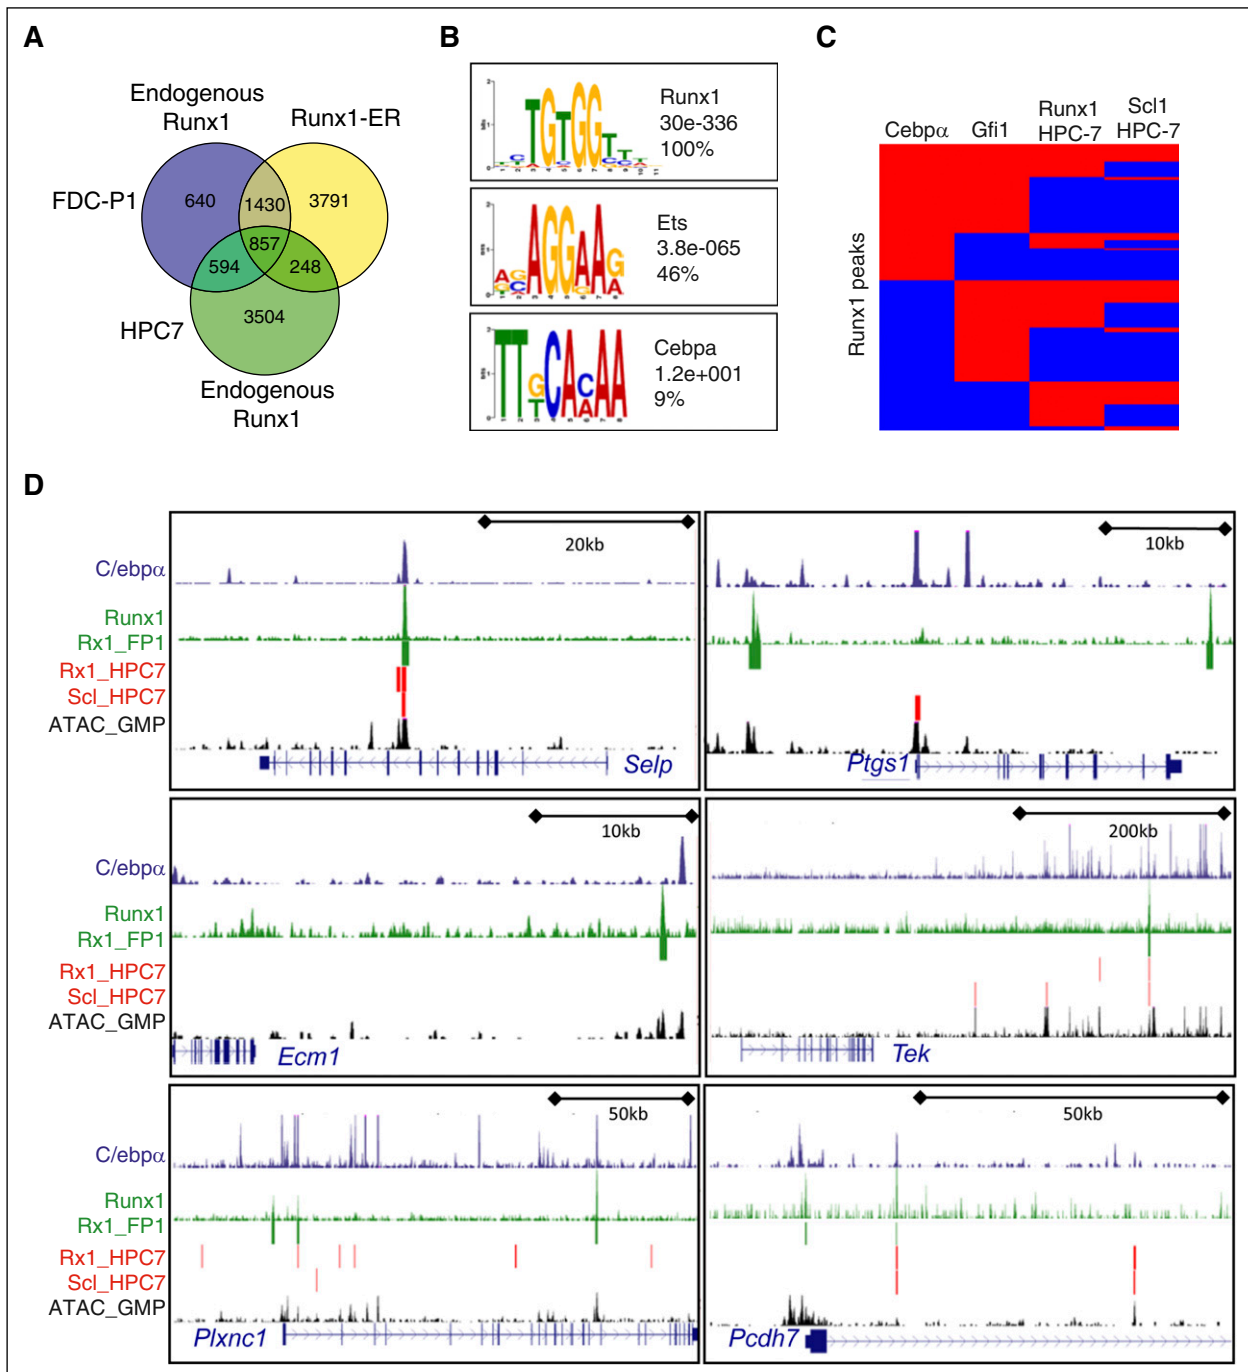 A
B
C
Endogenous
Runx1
Runx1-ER
FDC-P1
640
1430
3791
857
594
248
HPC7
3504
Endogenous
Runx1
Runx1
30e-336
100%
Ets
3.8e-065
46%
Cebpa
1.2e+001
9%
Cebpα
Gfi1
Runx1
HPC-7
Scl1
HPC-7
Runx1 peaks
D
20kb
C/ebpα
Runx1
Rx1_FP1
Rx1_HPC7
Scl_HPC7
ATAC_GMP
Selp
10kb
Ptgs1
10kb
C/ebpα
Runx1
Rx1_FP1
Rx1_HPC7
Scl_HPC7
ATAC_GMP
Ecm1
200kb
Tek
50kb
C/ebpα
Runx1
Rx1_FP1
Rx1_HPC7
Scl_HPC7
ATAC_GMP
Plxnc1
50kb
Pcdh7